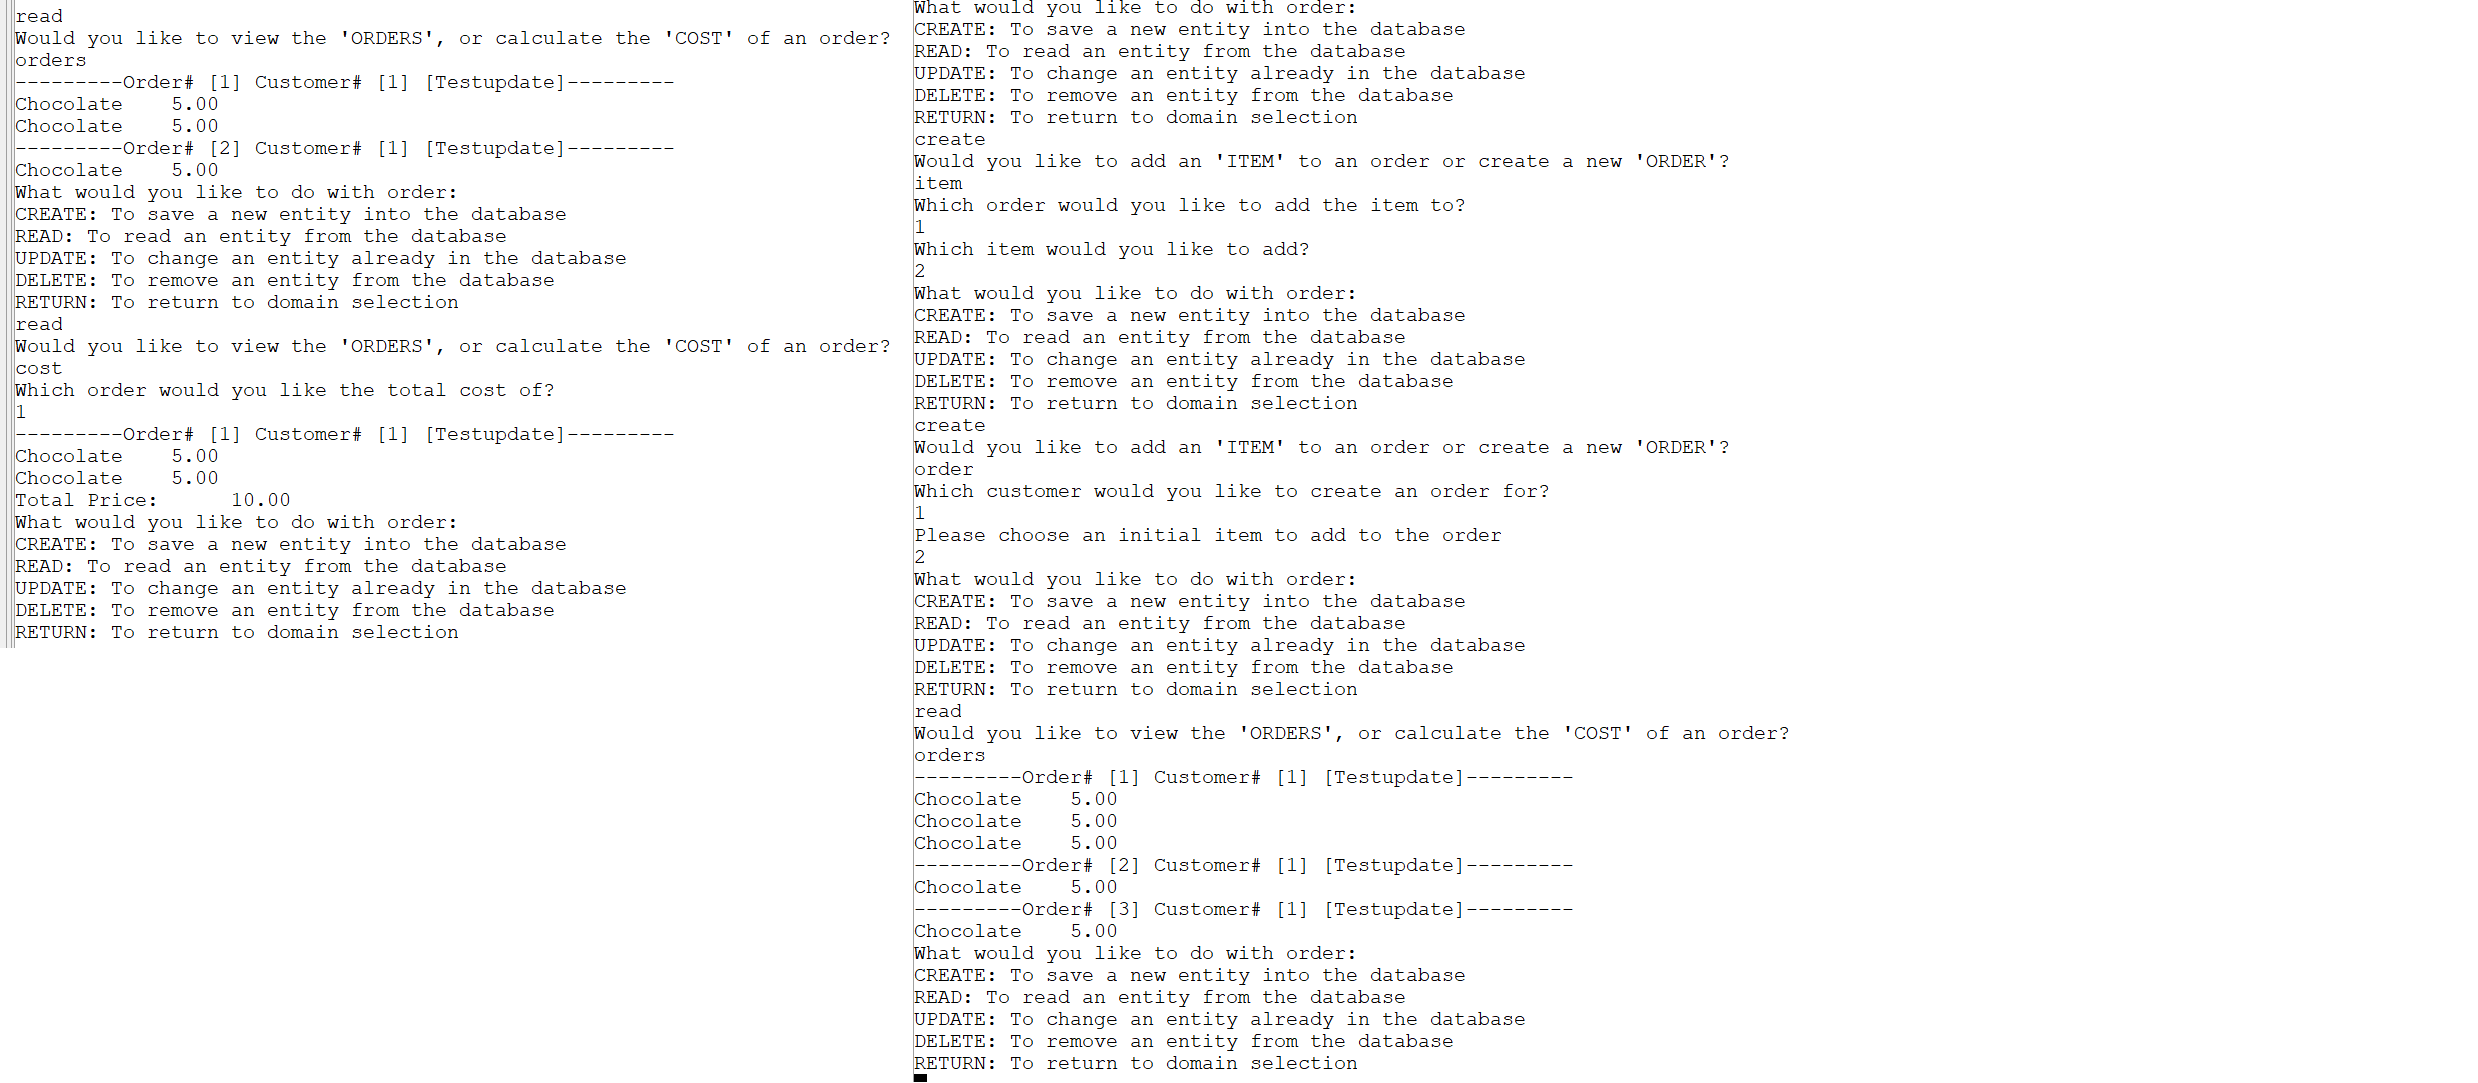 read
Would you like to view the 'ORDERS', or calculate the 'COST' of an order?
orders
---------Order# [1] Customer# [1] [Testupdate]---------
Chocolate    5.00
Chocolate    5.00
---------Order# [2] Customer# [1] [Testupdate]---------
Chocolate    5.00
What would you like to do with order:
CREATE: To save a new entity into the database
READ: To read an entity from the database
UPDATE: To change an entity already in the database
DELETE: To remove an entity from the database
RETURN: To return to domain selection
read
Would you like to view the 'ORDERS', or calculate the 'COST' of an order?
cost
Which order would you like the total cost of?
1
---------Order# [1] Customer# [1] [Testupdate]---------
Chocolate    5.00
Chocolate    5.00
Total Price:      10.00
What would you like to do with order:
CREATE: To save a new entity into the database
READ: To read an entity from the database
UPDATE: To change an entity already in the database
DELETE: To remove an entity from the database
RETURN: To return to domain selection
What would you like to do with order:
CREATE: To save a new entity into the database
READ: To read an entity from the database
UPDATE: To change an entity already in the database
DELETE: To remove an entity from the database
RETURN: To return to domain selection
create
Would you like to add an 'ITEM' to an order or create a new 'ORDER'?
item
Which order would you like to add the item to?
1
Which item would you like to add?
2
What would you like to do with order:
CREATE: To save a new entity into the database
READ: To read an entity from the database
UPDATE: To change an entity already in the database
DELETE: To remove an entity from the database
RETURN: To return to domain selection
create
Would you like to add an 'ITEM' to an order or create a new 'ORDER'?
order
Which customer would you like to create an order for?
1
Please choose an initial item to add to the order
2
What would you like to do with order:
CREATE: To save a new entity into the database
READ: To read an entity from the database
UPDATE: To change an entity already in the database
DELETE: To remove an entity from the database
RETURN: To return to domain selection
read
Would you like to view the 'ORDERS', or calculate the 'COST' of an order?
orders
---------Order# [1] Customer# [1] [Testupdate]---------
Chocolate    5.00
Chocolate    5.00
Chocolate    5.00
---------Order# [2] Customer# [1] [Testupdate]---------
Chocolate    5.00
---------Order# [3] Customer# [1] [Testupdate]---------
Chocolate    5.00
What would you like to do with order:
CREATE: To save a new entity into the database
READ: To read an entity from the database
UPDATE: To change an entity already in the database
DELETE: To remove an entity from the database
RETURN: To return to domain selection